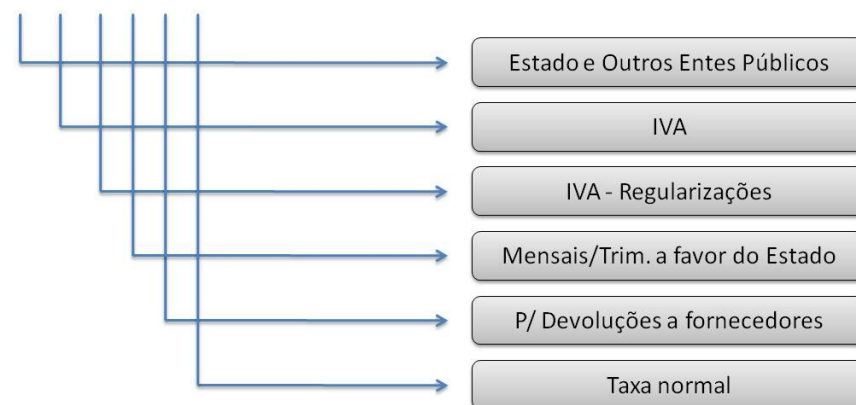 Estado e Outros Entes Públicos
IVA
IVA - Regularizações
Mensais/Trim. a favor do Estado
P/ Devoluções a fornecedores
Taxa normal